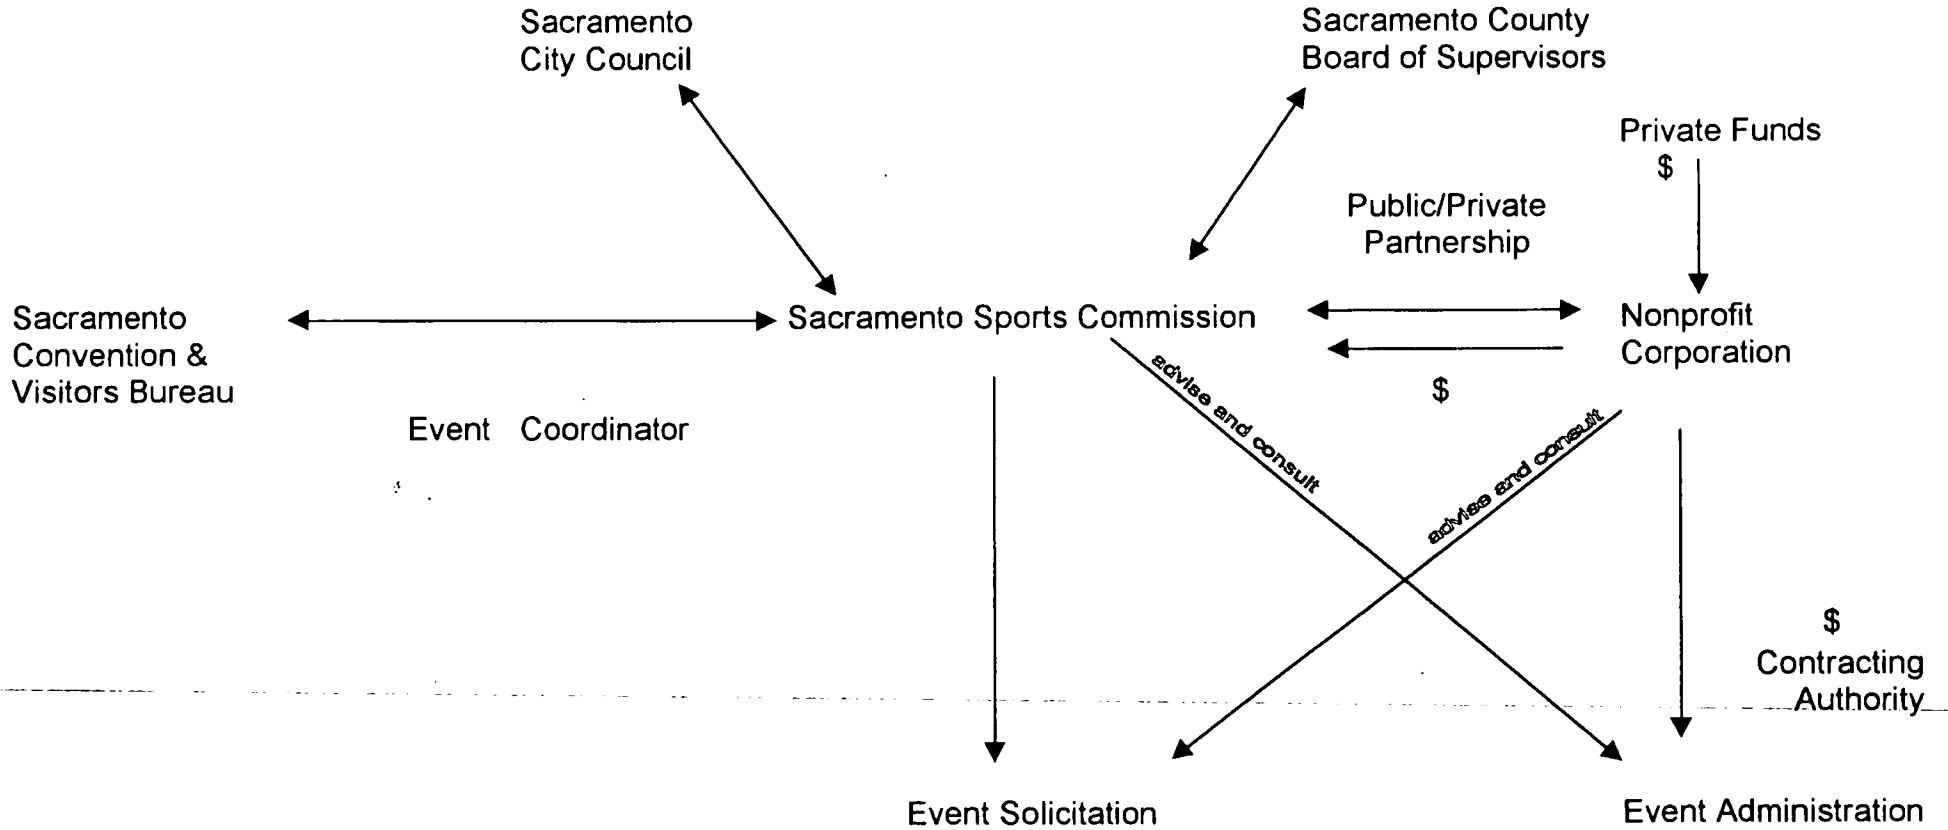 Sacramento
City Council
Sacramento County
Board of Supervisors
Private Funds
$
Public/Private
Partnership
Sacramento
Convention &
Visitors Bureau
Sacramento Sports Commission
Nonprofit
Corporation
$
Event Coordinator
advise and consult
advise and consult
$
Contracting
Authority
Event Solicitation
Event Administration